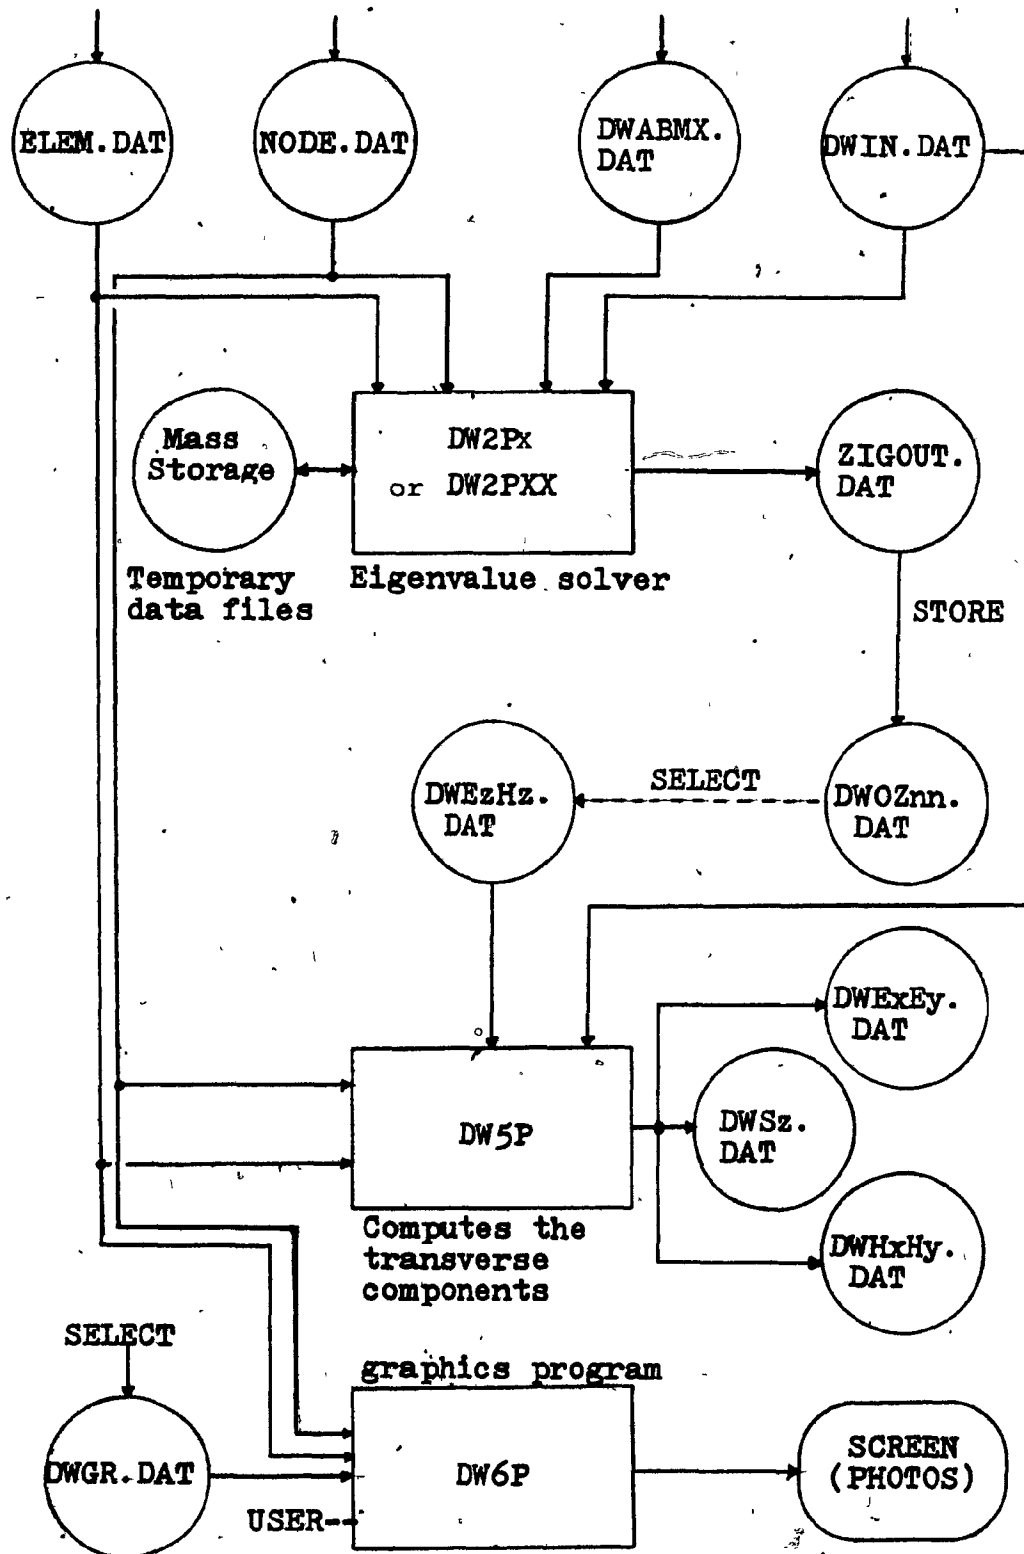 ELEM.DAT
NODE.DAT
DWABMX.
DAT
DWIN.DAT
Mass
Storage
DW2Px
or DW2PXX
ZIGOUT.
DAT
Temporary
data files
Eigenvalue solver
STORE
DWEzHz.
DAT
SELECT
DWOZnn.
DAT
DWExEy.
DAT
DW5P
DWSz.
DAT
Computes the
transverse
components
DWHxHy.
DAT
SELECT
graphics program
DWGR.DAT
DW6P
SCREEN
(PHOTOS)
USER